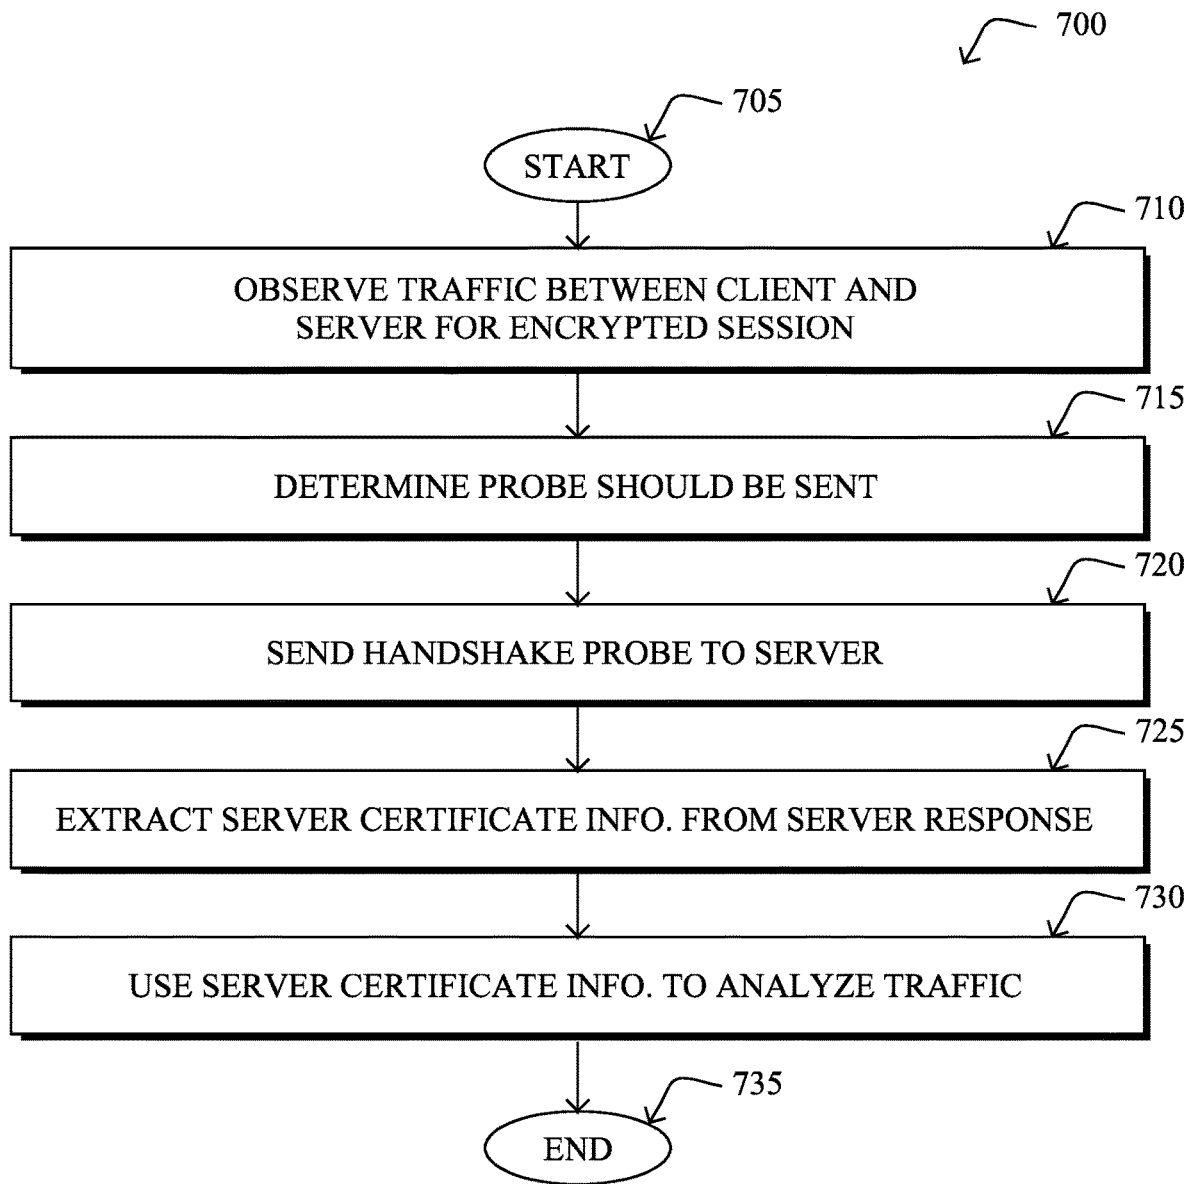 700
705
START
710
OBSERVE TRAFFIC BETWEEN CLIENT AND
SERVER FOR ENCRYPTED SESSION
715
DETERMINE PROBE SHOULD BE SENT
720
SEND HANDSHAKE PROBE TO SERVER
725
EXTRACT SERVER CERTIFICATE INFO. FROM SERVER RESPONSE
730
USE SERVER CERTIFICATE INFO. TO ANALYZE TRAFFIC
735
END